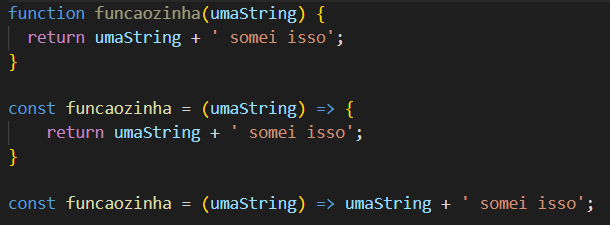 function funcaozinha(umaString) {
return umaString + ' somei isso';
}
const funcaozinha = (umaString) => {
return umaString + ' somei isso';
}
const funcaozinha = (umaString) => umaString + ' somei isso';